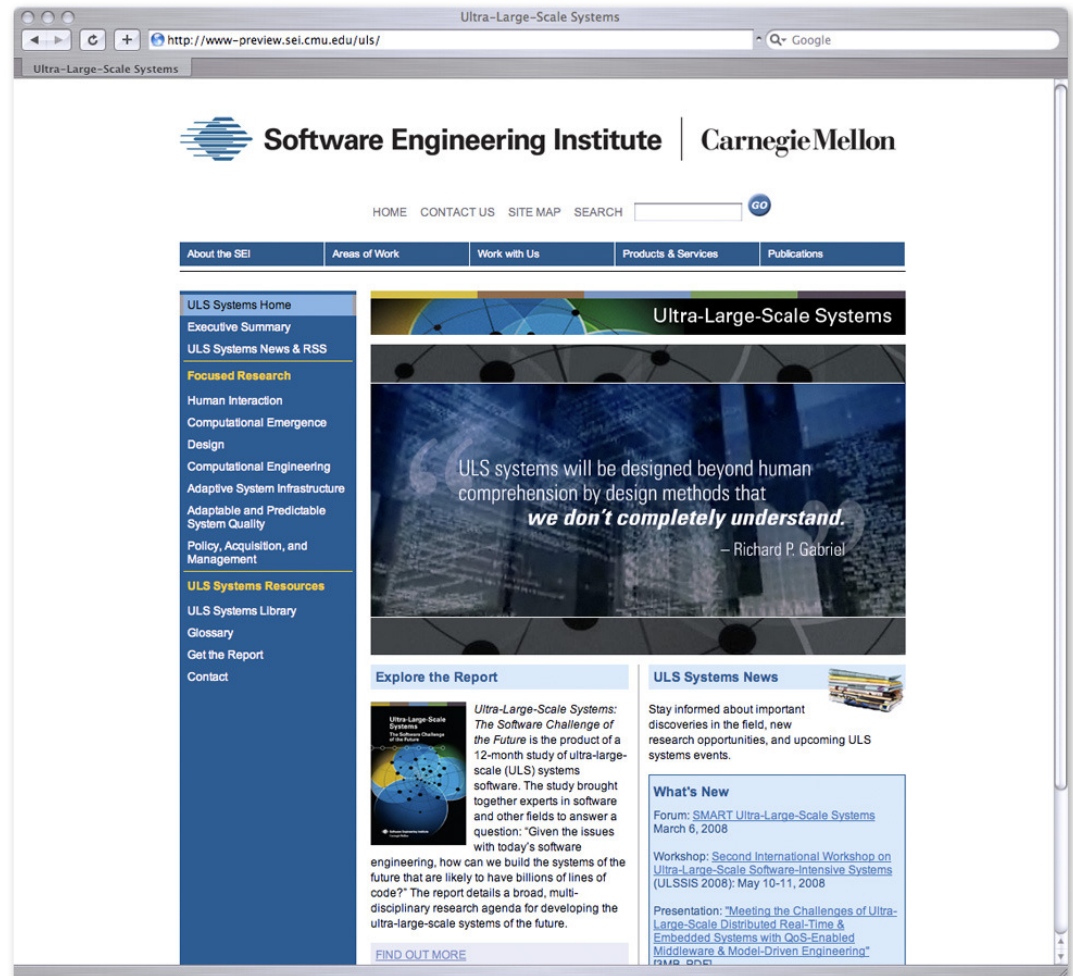 Ultra-Large-Scale Systems
http://www-preview.sei.cmu.edu/uls/
Google
Ultra-Large-Scale Systems
Software Engineering Institute
Carnegie Mellon
HOME CONTACT US SITE MAP SEARCH GO
About the SEI Areas of Work Work with Us Products & Services Publications
ULS Systems Home
Executive Summary
ULS Systems News & RSS
Focused Research
Human Interaction
Computational Emergence
Design
Computational Engineering
Adaptive System Infrastructure
Adaptable and Predictable
System Quality
Policy, Acquisition, and
Management
ULS Systems Resources
ULS Systems Library
Glossary
Get the Report
Contact
Ultra-Large-Scale Systems
“ULS systems will be designed beyond human
comprehension by design methods that
we don't completely understand.”
– Richard P. Gabriel
Explore the Report
Ultra-Large-Scale
Systems
The Software Challenge
of the Future
Software Engineering Institute
Carnegie Mellon
Ultra-Large-Scale Systems:
The Software Challenge of
the Future is the product of a
12-month study of ultra-large-
scale (ULS) systems
software. The study brought
together experts in software
and other fields to answer a
question: "Given the issues
with today's software
engineering, how can we build the systems of the
future that are likely to have billions of lines of
code?" The report details a broad, multi-
disciplinary research agenda for developing the
ultra-large-scale systems of the future.
FIND OUT MORE
ULS Systems News
Stay informed about important
discoveries in the field, new
research opportunities, and upcoming ULS
systems events.
What's New
Forum: SMART Ultra-Large-Scale Systems
March 6, 2008
Workshop: Second International Workshop on
Ultra-Large-Scale Software-Intensive Systems
(ULSSIS 2008): May 10-11, 2008
Presentation: "Meeting the Challenges of Ultra-
Large-Scale Distributed Real-Time &
Embedded Systems with QoS-Enabled
Middleware & Model-Driven Engineering"
[3MB, PDF]